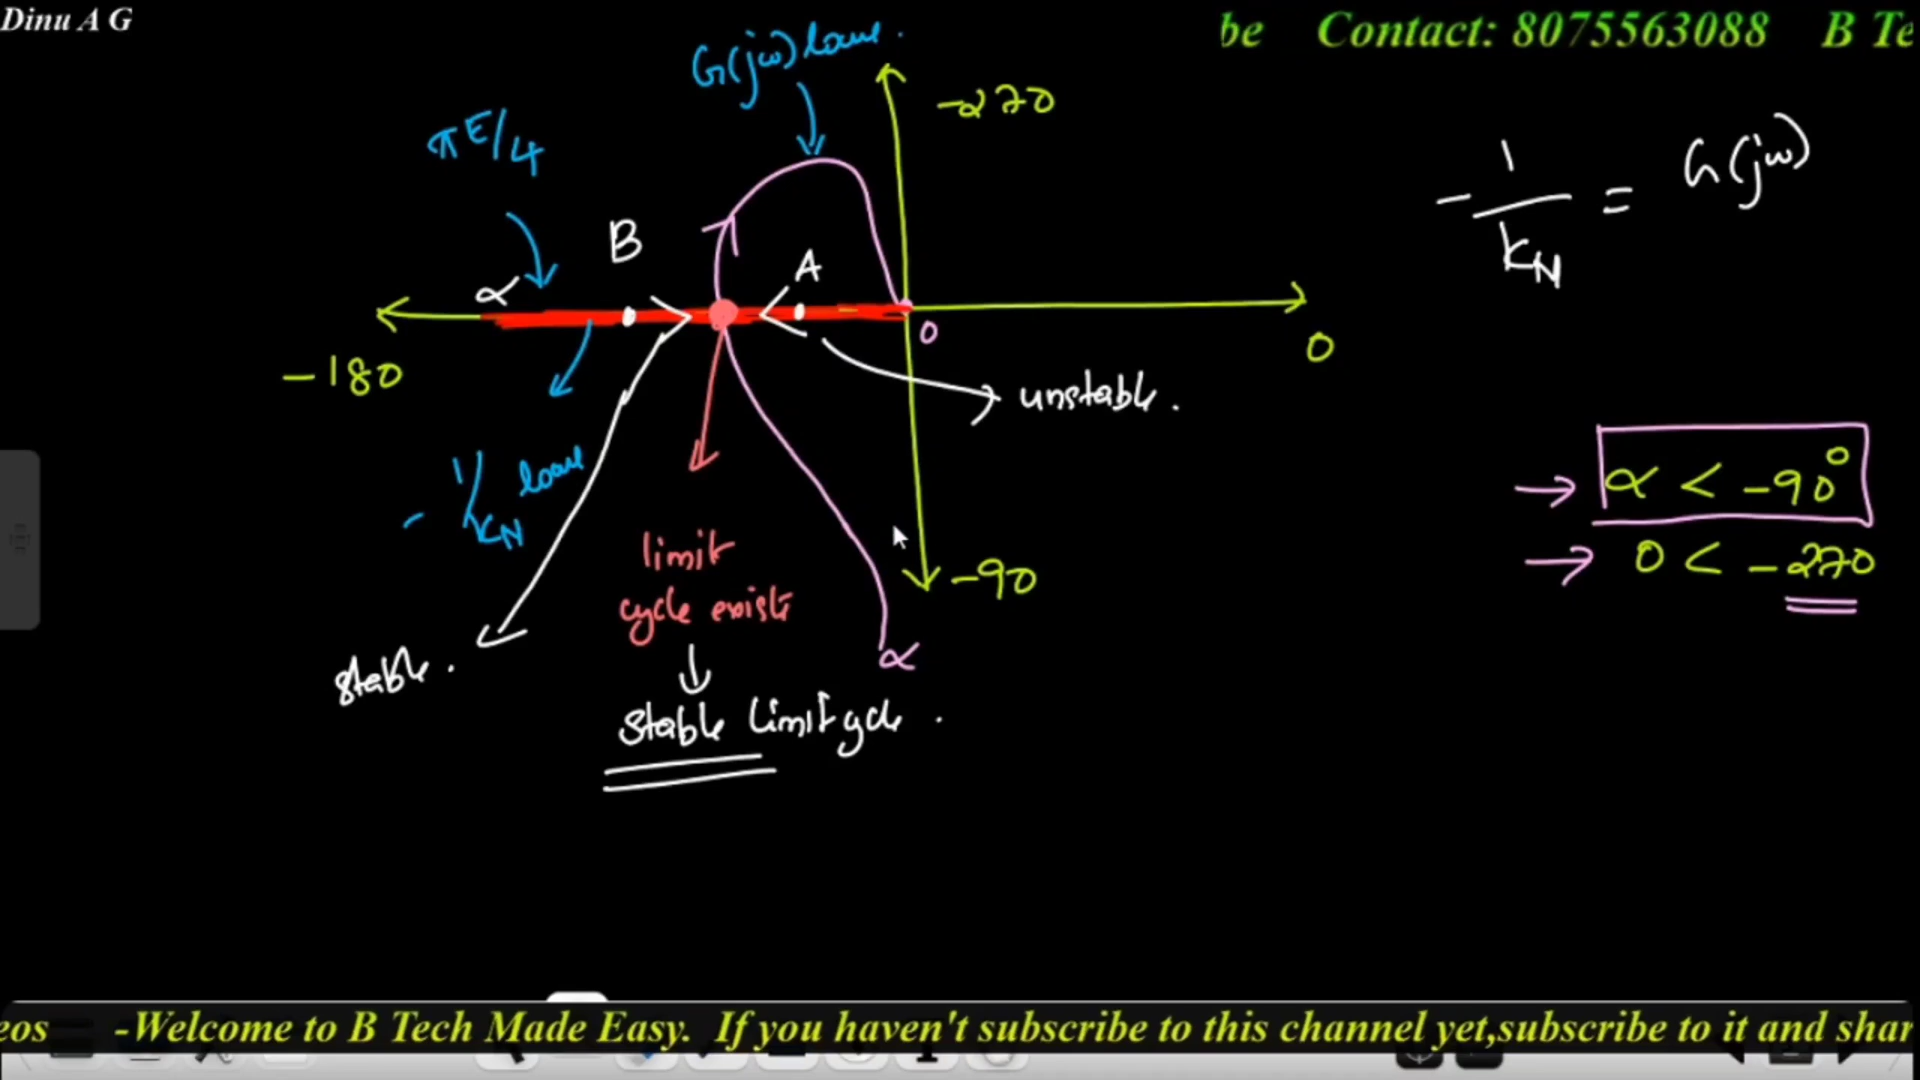 Dinu A G
be Contact: 8075563088 B Te
G(jω) locus.
-270
πE/4
-1/KN = G(jω)
B
A
∝
0
-180
0
unstable.
-1/KN locus
∝ < -90°
0 < -270
limit
cycle exists
-90
∝
stable.
stable limit cycle.
eos -Welcome to B Tech Made Easy. If you haven't subscribe to this channel yet,subscribe to it and shar